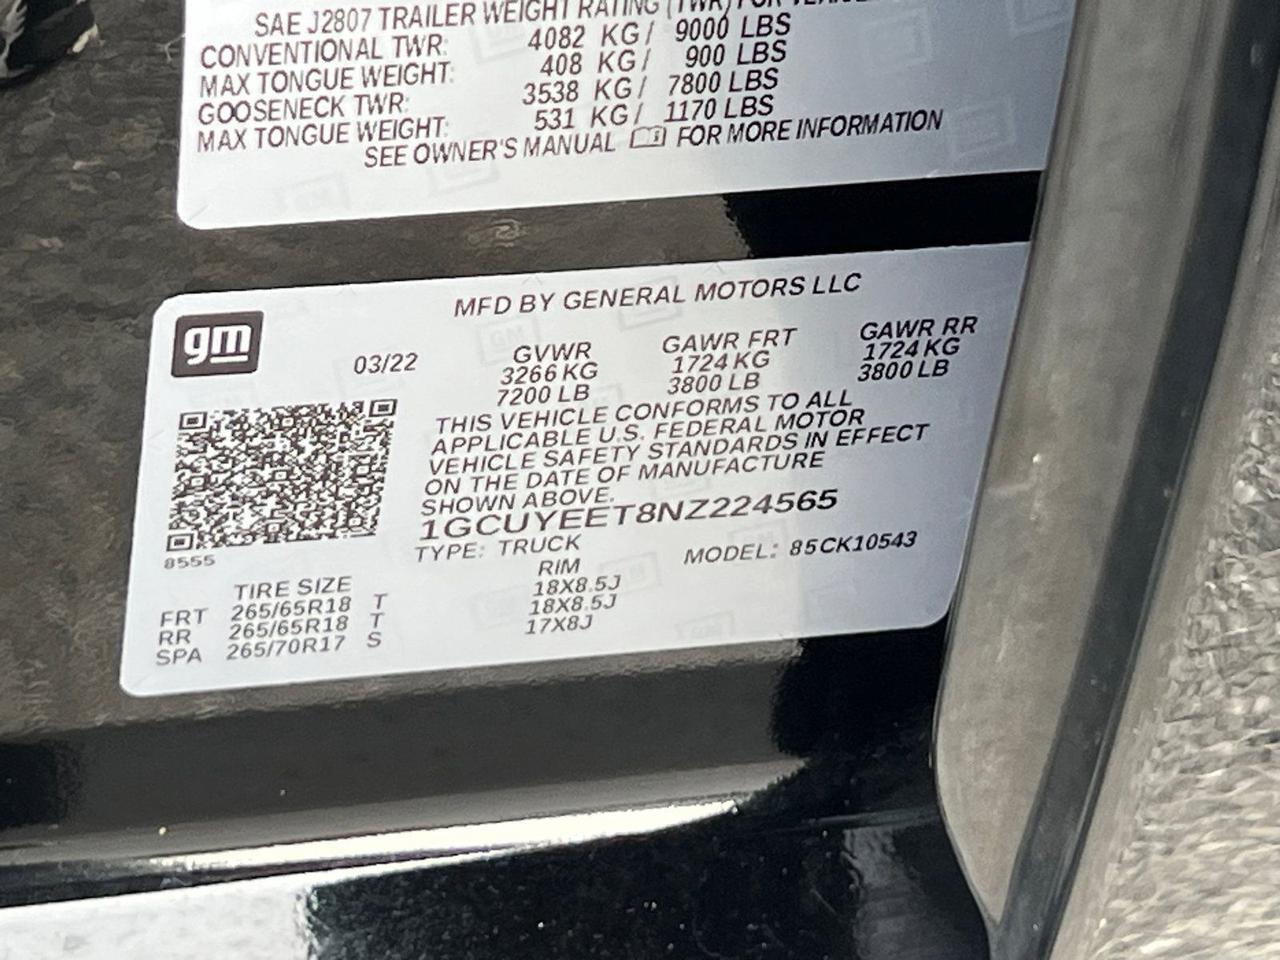 SAE J2807 TRAILER WEIGHT RATING (TWR) FOR
CONVENTIONAL TWR: 4082 KG/ 9000 LBS
MAX TONGUE WEIGHT: 408 KG/ 900 LBS
GOOSENECK TWR: 3538 KG/ 7800 LBS
MAX TONGUE WEIGHT: 531 KG/ 1170 LBS
SEE OWNER'S MANUAL FOR MORE INFORMATION
MFD BY GENERAL MOTORS LLC
gm
03/22 GVWR GAWR FRT GAWR RR
3266 KG 1724 KG 1724 KG
7200 LB 3800 LB 3800 LB
THIS VEHICLE CONFORMS TO ALL
APPLICABLE U.S. FEDERAL MOTOR
VEHICLE SAFETY STANDARDS IN EFFECT
ON THE DATE OF MANUFACTURE
SHOWN ABOVE.
1GCUYEET8NZ224565
8555
TYPE: TRUCK MODEL: 85CK10543
TIRE SIZE RIM
FRT 265/65R18 T 18X8.5J
RR 265/65R18 T 18X8.5J
SPA 265/70R17 S 17X8J